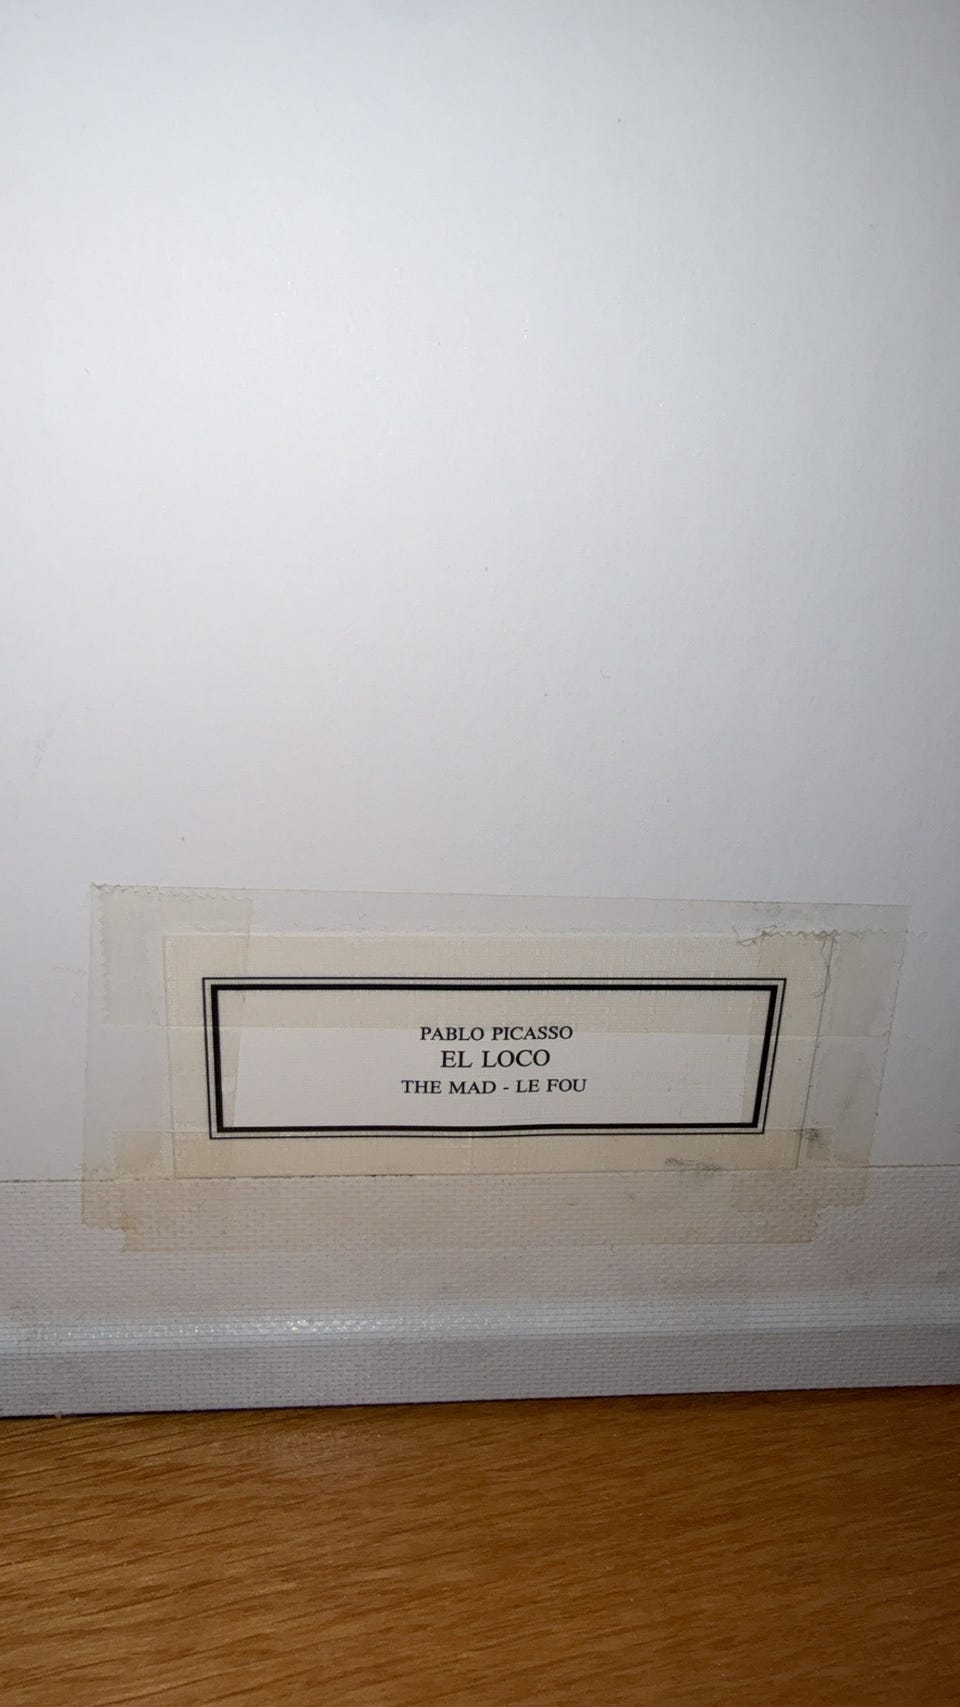 PABLO PICASSO
EL LOCO
THE MAD - LE FOU